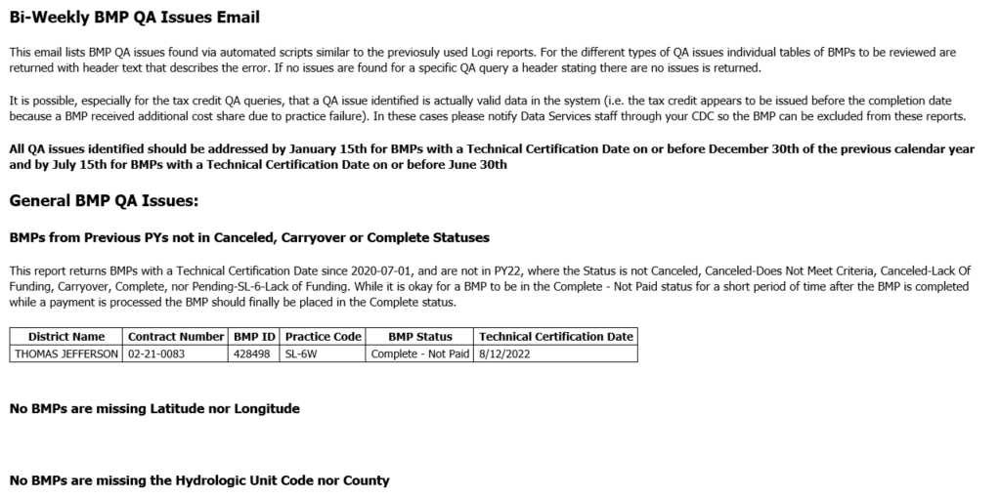 Bi-Weekly BMP QA Issues Email
This email lists BMP QA issues found via automated scripts similar to the previosuly used Logi reports. For the different types of QA issues individual tables of BMPs to be reviewed are
returned with header text that describes the error. If no issues are found for a specific QA query a header stating there are no issues is returned.
It is possible, especially for the tax credit QA queries, that a QA issue identified is actually valid data in the system (i.e. the tax credit appears to be issued before the completion date
because a BMP received additional cost share due to practice failure). In these cases please notify Data Services staff through your CDC so the BMP can be excluded from these reports.
All QA issues identified should be addressed by January 15th for BMPs with a Technical Certification Date on or before December 30th of the previous calendar year
and by July 15th for BMPs with a Technical Certification Date on or before June 30th
General BMP QA Issues:
BMPs from Previous PYs not in Canceled, Carryover or Complete Statuses
This report returns BMPs with a Technical Certification Date since 2020-07-01, and are not in PY22, where the Status is not Canceled, Canceled-Does Not Meet Criteria, Canceled-Lack Of
Funding, Carryover, Complete, nor Pending-SL-6-Lack of Funding. While it is okay for a BMP to be in the Complete - Not Paid status for a short period of time after the BMP is completed
while a payment is processed the BMP should finally be placed in the Complete status.
District Name Contract Number BMP ID Practice Code BMP Status Technical Certification Date
THOMAS JEFFERSON 02-21-0083 428498 SL-6W Complete - Not Paid 8/12/2022
No BMPs are missing Latitude nor Longitude
No BMPs are missing the Hydrologic Unit Code nor County